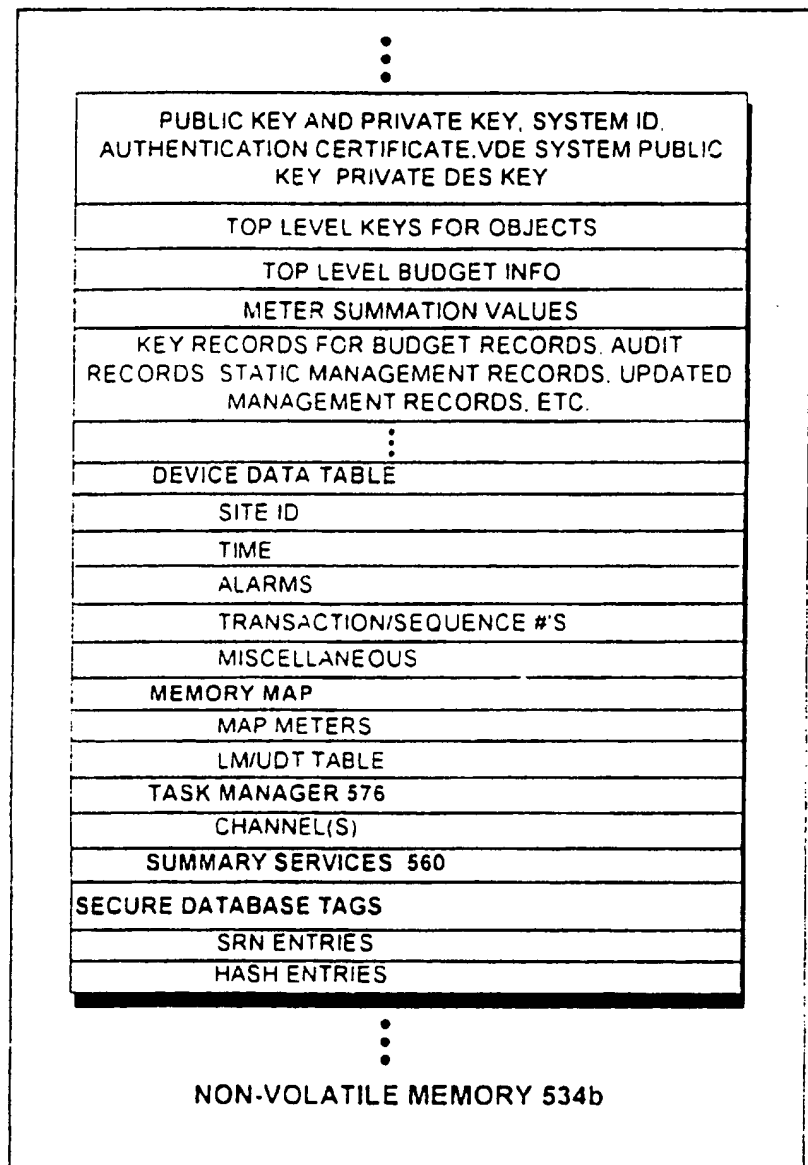 PUBLIC KEY AND PRIVATE KEY, SYSTEM ID,
AUTHENTICATION CERTIFICATE.VDE SYSTEM PUBLIC
KEY PRIVATE DES KEY
TOP LEVEL KEYS FOR OBJECTS
TOP LEVEL BUDGET INFO
METER SUMMATION VALUES
KEY RECORDS FOR BUDGET RECORDS, AUDIT
RECORDS STATIC MANAGEMENT RECORDS, UPDATED
MANAGEMENT RECORDS, ETC.
DEVICE DATA TABLE
SITE ID
TIME
ALARMS
TRANSACTION/SEQUENCE #'S
MISCELLANEOUS
MEMORY MAP
MAP METERS
LM/UDT TABLE
TASK MANAGER 576
CHANNEL(S)
SUMMARY SERVICES 560
SECURE DATABASE TAGS
SRN ENTRIES
HASH ENTRIES
NON-VOLATILE MEMORY 534b